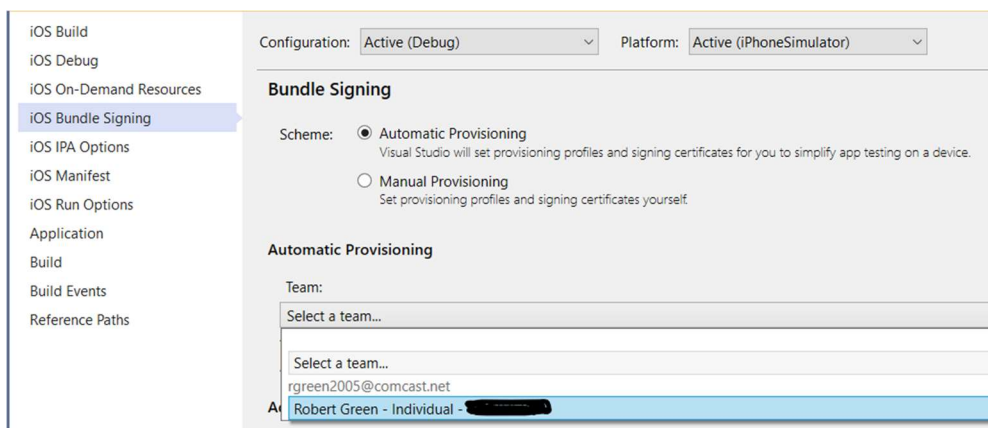 iOS Build
iOS Debug
iOS On-Demand Resources
iOS Bundle Signing
iOS IPA Options
iOS Manifest
iOS Run Options
Application
Build
Build Events
Reference Paths
Configuration: Active (Debug) Platform: Active (iPhoneSimulator)
Bundle Signing
Scheme: Automatic Provisioning
Visual Studio will set provisioning profiles and signing certificates for you to simplify app testing on a device.
Manual Provisioning
Set provisioning profiles and signing certificates yourself.
Automatic Provisioning
Team:
Select a team...
Select a team...
rgreen2005@comcast.net
Robert Green - Individual -